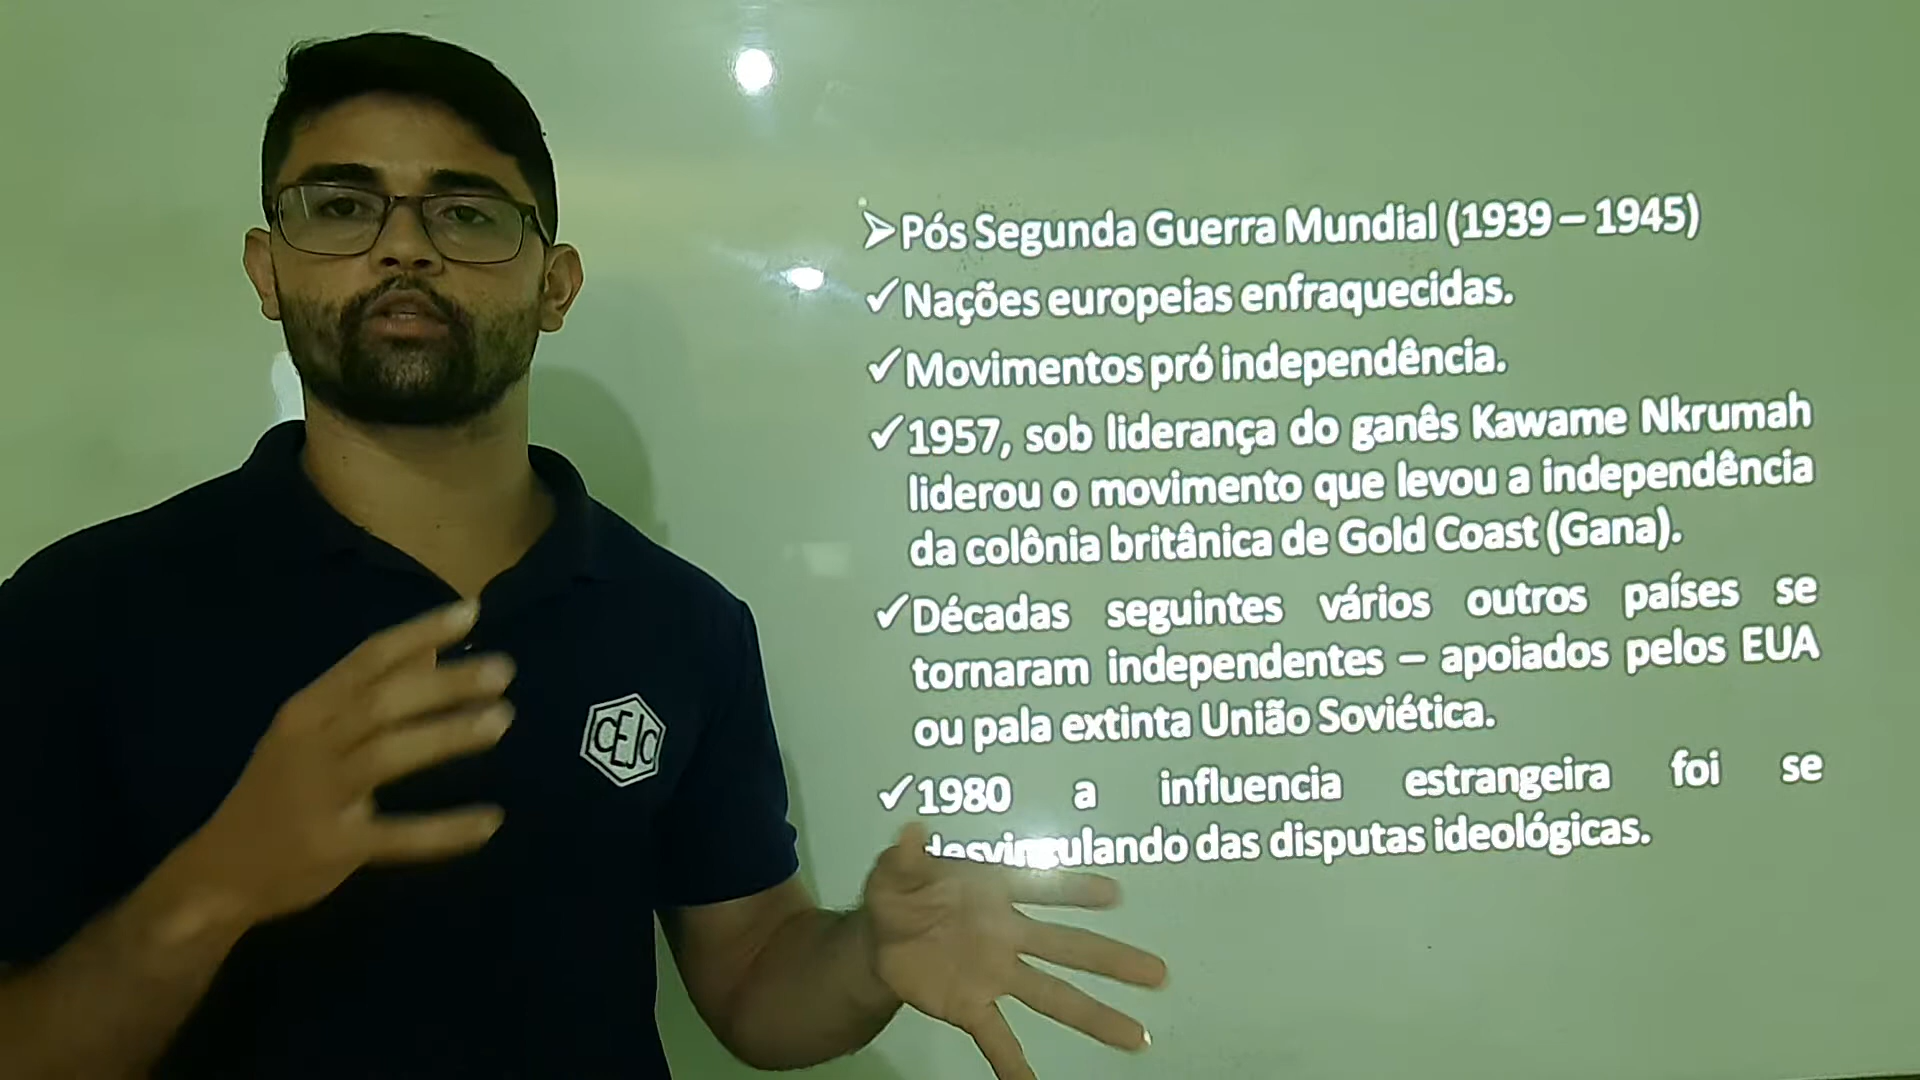 ➢Pós Segunda Guerra Mundial (1939 – 1945)
✓Nações europeias enfraquecidas.
✓Movimentos pró independência.
✓1957, sob liderança do ganês Kawame Nkrumah
liderou o movimento que levou a independência
da colônia britânica de Gold Coast (Gana).
✓Décadas seguintes vários outros países se
tornaram independentes – apoiados pelos EUA
ou pala extinta União Soviética.
✓1980 a influencia estrangeira foi se
desvinculando das disputas ideológicas.
CEJC